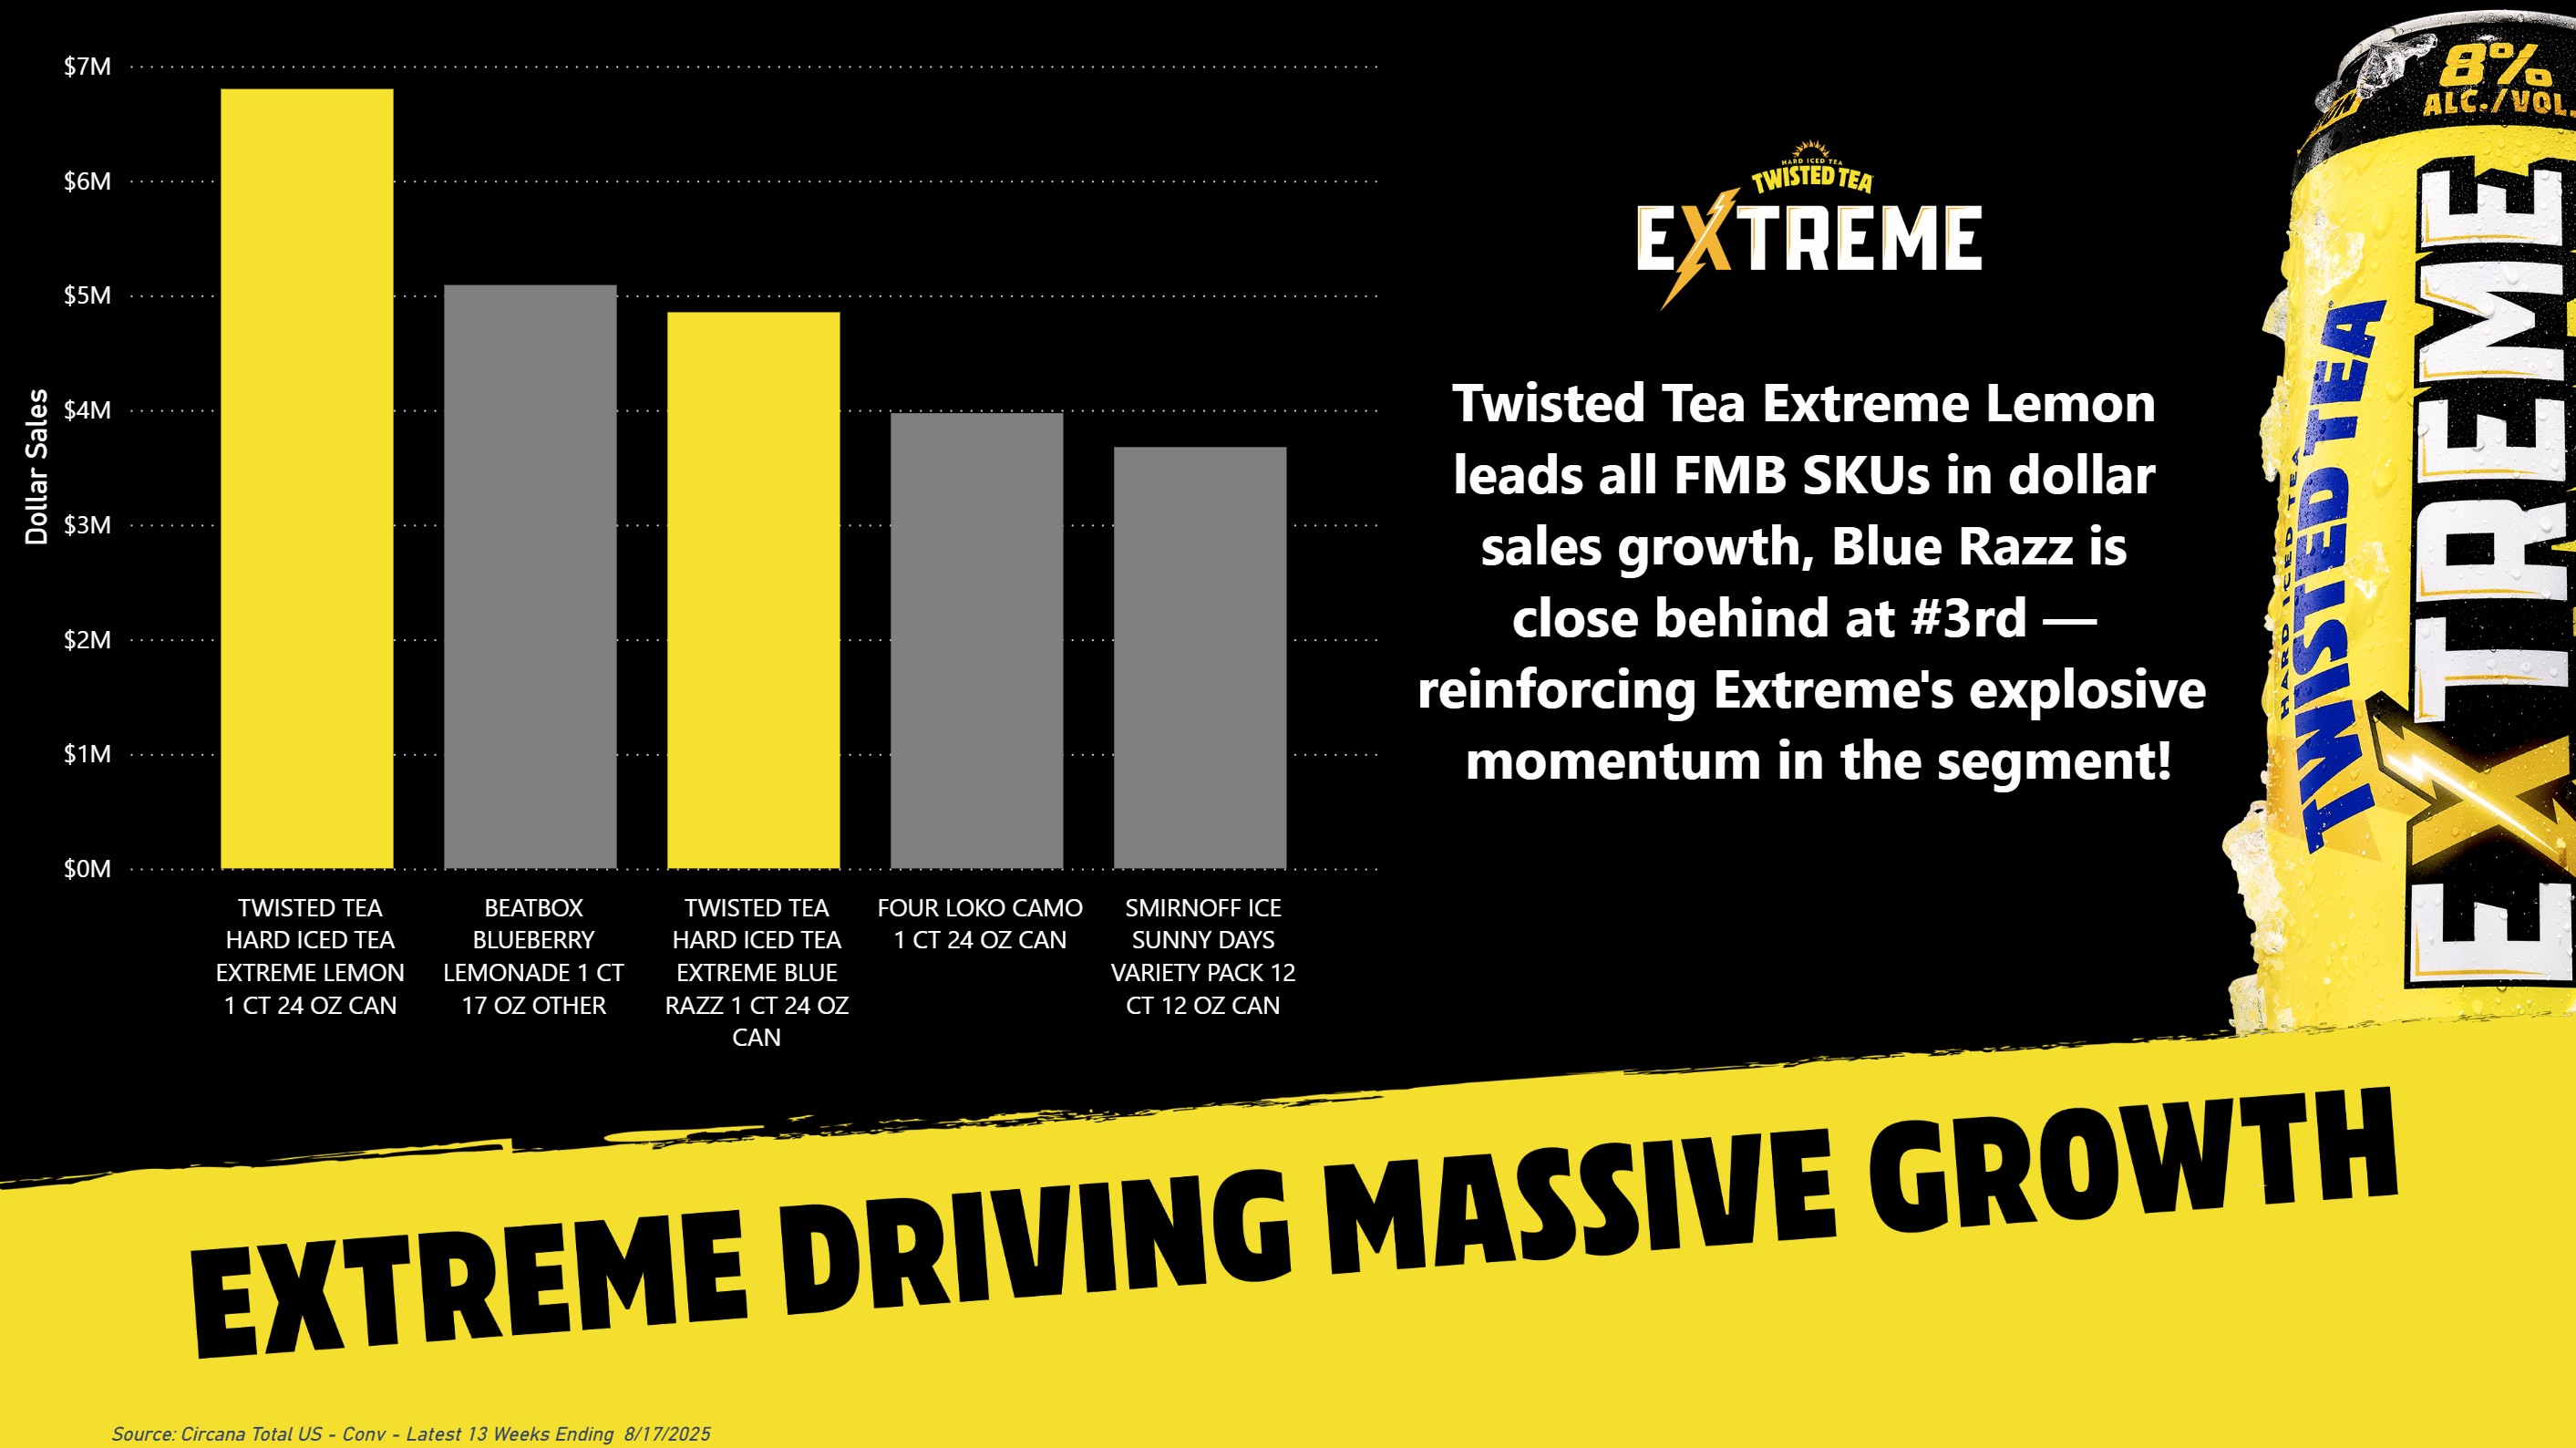 $7M
$6M
$5M
$4M
$3M
$2M
$1M
$0M
Dollar Sales
TWISTED TEA
HARD ICED TEA
EXTREME LEMON
1 CT 24 OZ CAN
BEATBOX
BLUEBERRY
LEMONADE 1 CT
17 OZ OTHER
TWISTED TEA
HARD ICED TEA
EXTREME BLUE
RAZZ 1 CT 24 OZ
CAN
FOUR LOKO CAMO
1 CT 24 OZ CAN
SMIRNOFF ICE
SUNNY DAYS
VARIETY PACK 12
CT 12 OZ CAN
HARD ICED TEA
TWISTED TEA
EXTREME
Twisted Tea Extreme Lemon
leads all FMB SKUs in dollar
sales growth, Blue Razz is
close behind at #3rd —
reinforcing Extreme's explosive
momentum in the segment!
8%
ALC./VOL.
HARD ICED TEA
TWISTED TEA
EXTREME
EXTREME DRIVING MASSIVE GROWTH
Source: Circana Total US - Conv - Latest 13 Weeks Ending 8/17/2025